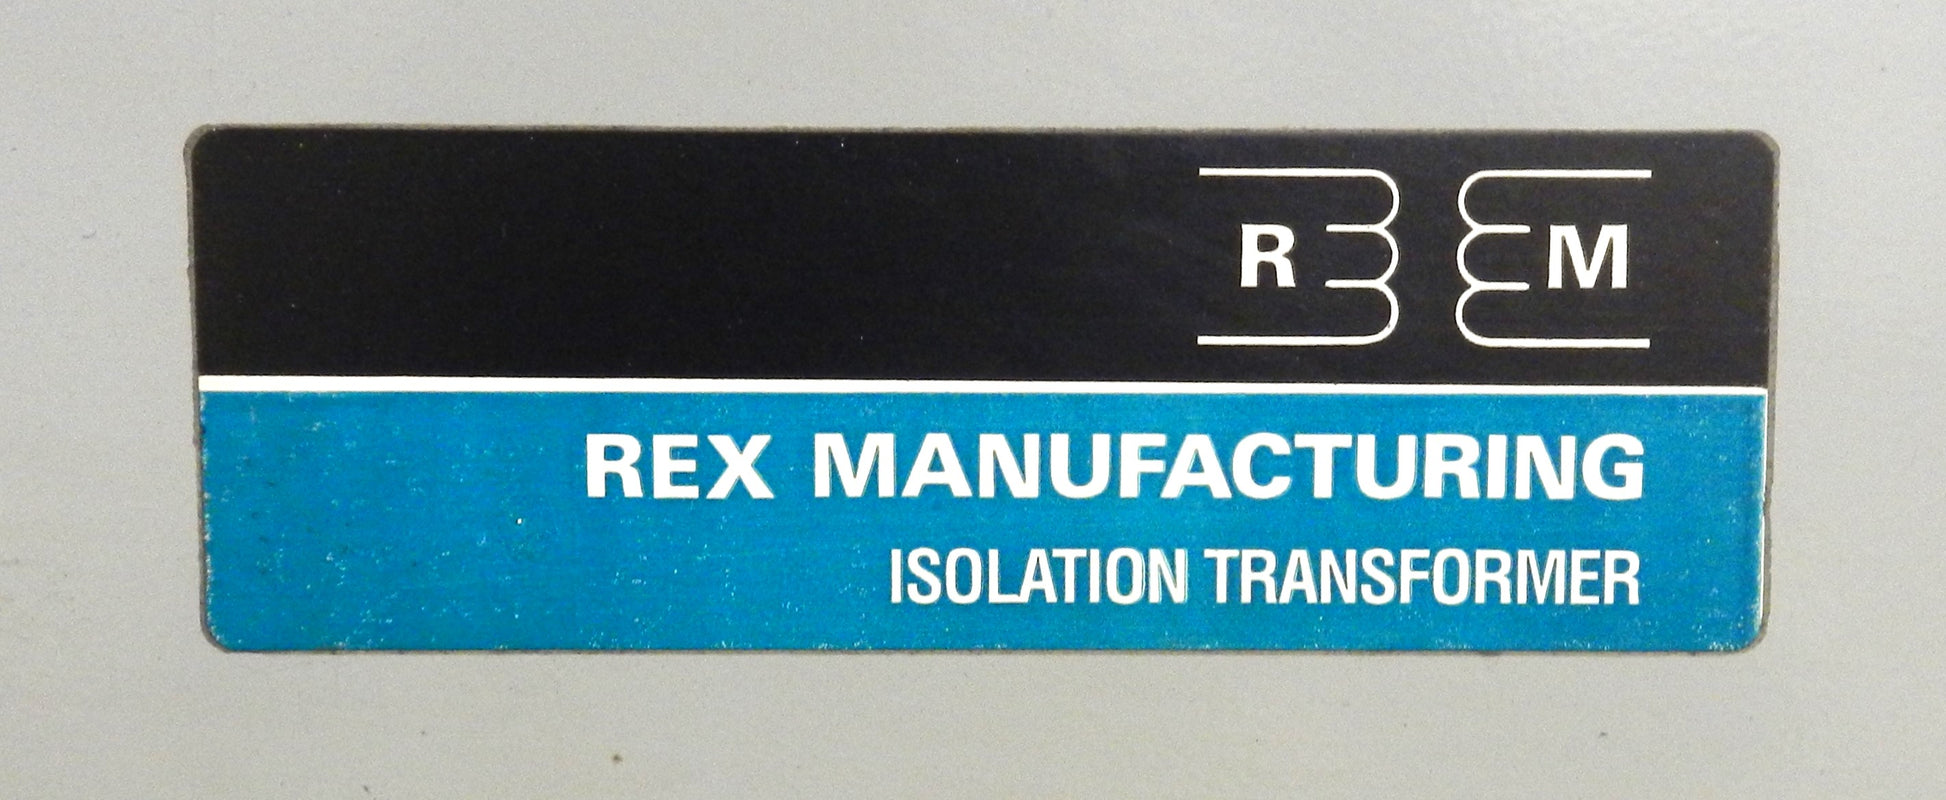 R M
REX MANUFACTURING
ISOLATION TRANSFORMER